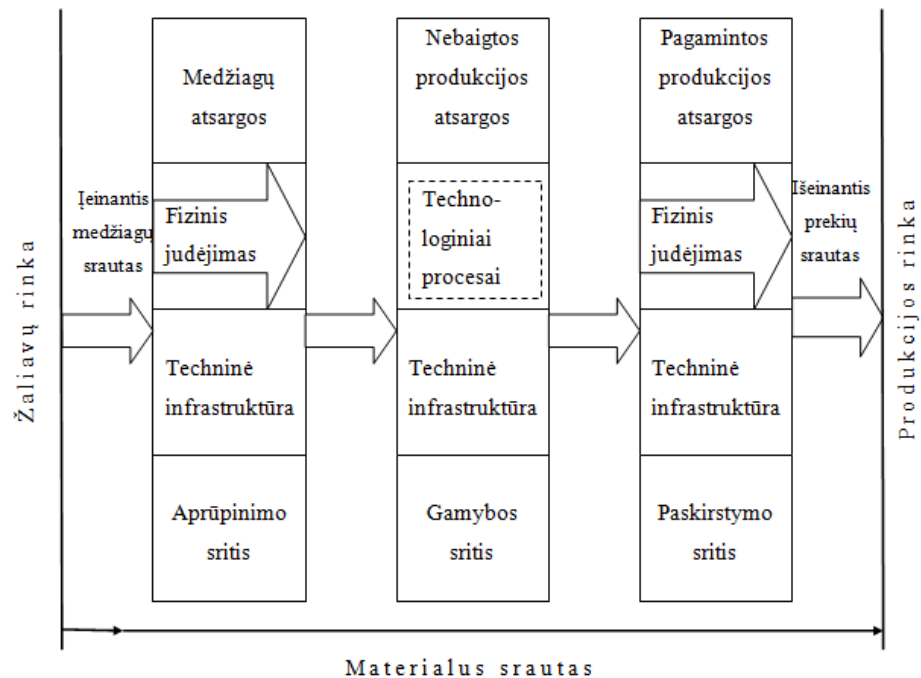 Žaliavų rinka
Įeinantis
medžiagų
srautas
Medžiagų
atsargos
Fizinis
judėjimas
Techninė
infrastruktūra
Aprūpinimo
sritis
Nebaigtos
produkcijos
atsargos
Techno-
loginiai
procesai
Techninė
infrastruktūra
Gamybos
sritis
Pagamintos
produkcijos
atsargos
Fizinis
judėjimas
Techninė
infrastruktūra
Paskirstymo
sritis
Išeinantis
prekių
srautas
Produkcijos rinka
Materialus srautas